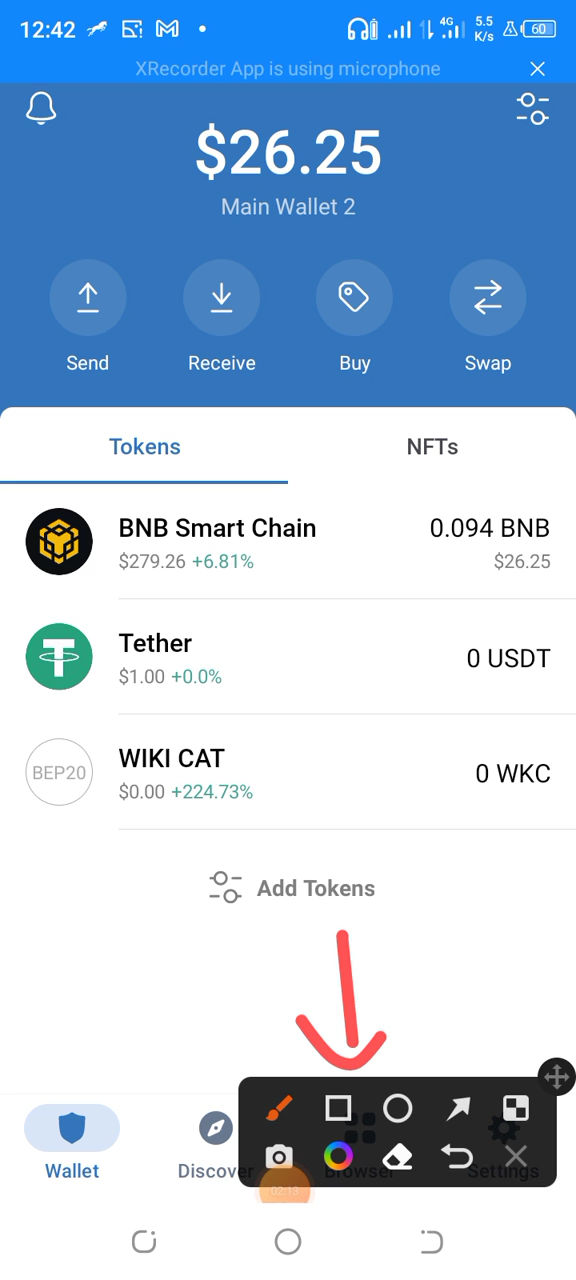 12:42
4G
5.5
K/s
60
XRecorder App is using microphone
$26.25
Main Wallet 2
Send Receive Buy Swap
Tokens NFTs
BNB Smart Chain 0.094 BNB
$279.26 +6.81% $26.25
Tether
0 USDT
$1.00 +0.0%
BEP20
WIKI CAT
0 WKC
$0.00 +224.73%
Add Tokens
Wallet Discover Browser Settings
02:13